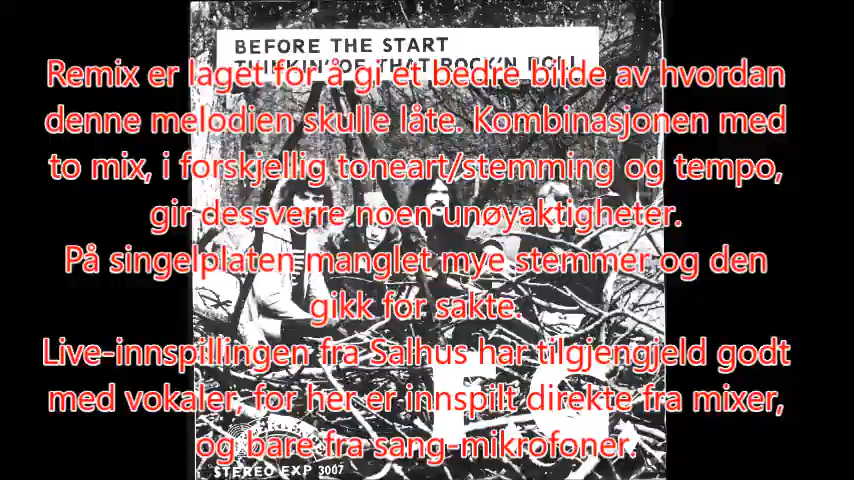 BEFORE THE START
THINKIN' OF THAT ROCK'N ROLL
Remix er laget for å gi et bedre bilde av hvordan
denne melodien skulle låte. Kombinasjonen med
to mix, i forskjellig toneart/stemming og tempo,
gir dessverre noen unøyaktigheter.
På singelplaten manglet mye stemmer og den
gikk for sakte.
Live-innspillingen fra Salhus har tilgjengjeld godt
med vokaler, for her er innspilt direkte fra mixer,
og bare fra sang-mikrofoner.
STEREO EXP 3007